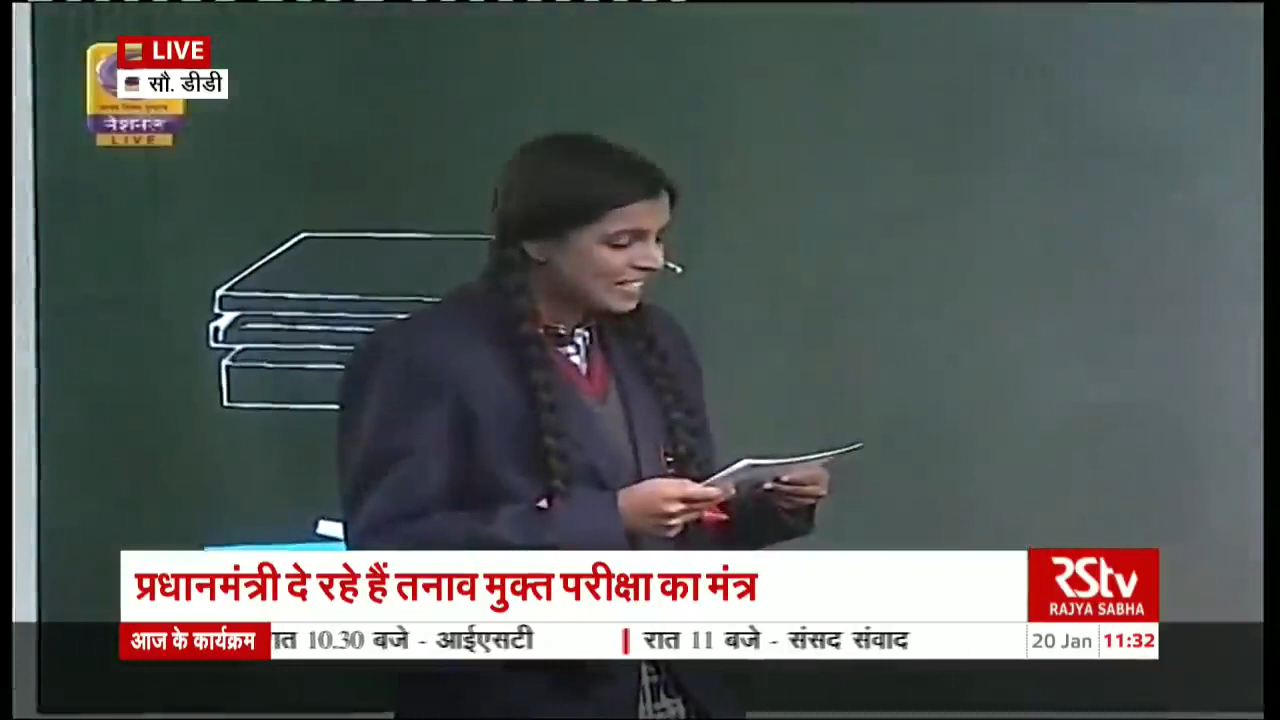 LIVE
सौ. डीडी
नेशनल
LIVE
प्रधानमंत्री दे रहे हैं तनाव मुक्त परीक्षा का मंत्र
RStv
RAJYA SABHA
आज के कार्यक्रम
10.30 बजे - आईएसटी | रात 11 बजे - संसद संवाद
20 Jan 11:32